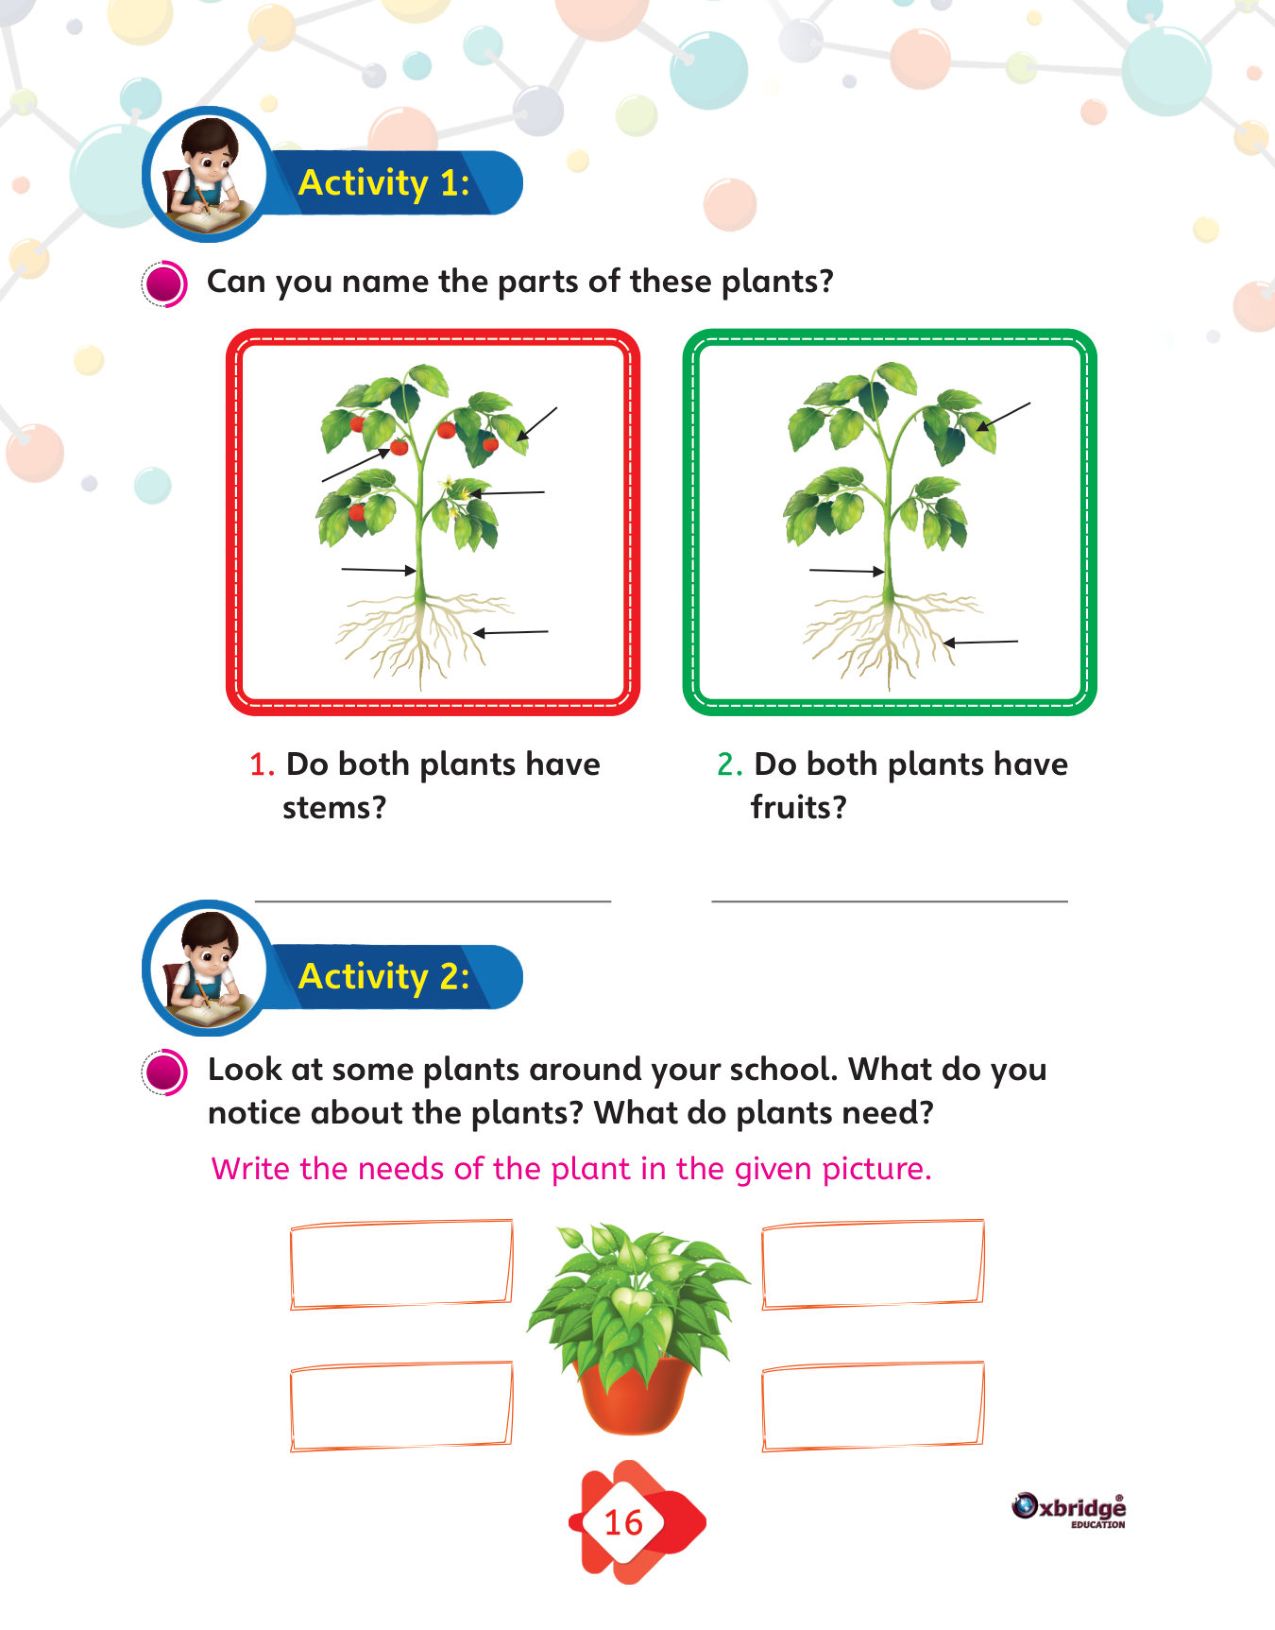 Activity 1:
Can you name the parts of these plants?
1. Do both plants have
stems?
2. Do both plants have
fruits?
Activity 2:
Look at some plants around your school. What do you
notice about the plants? What do plants need?
Write the needs of the plant in the given picture.
16
Oxbridge®
EDUCATION